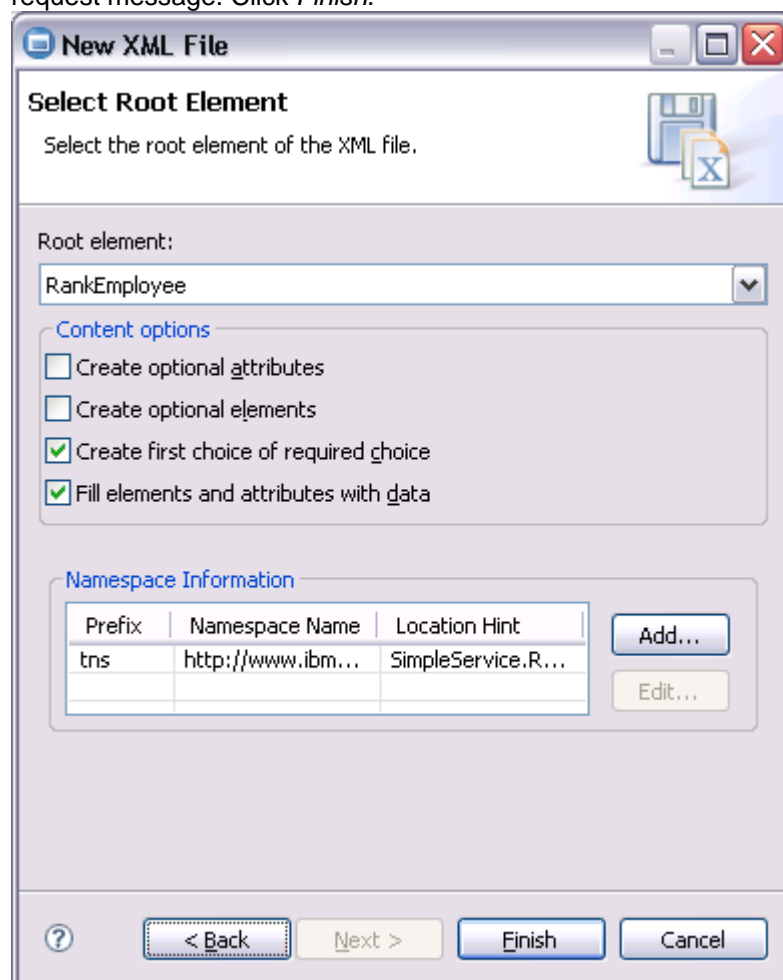 request message. Click Finish.
New XML File
Select Root Element
Select the root element of the XML file.
X
Root element:
RankEmployee
Content options
Create optional attributes
Create optional elements
Create first choice of required choice
Fill elements and attributes with data
Namespace Information
Prefix Namespace Name Location Hint
tns http://www.ibm... SimpleService.R...
Add...
Edit...
? < Back Next > Finish Cancel